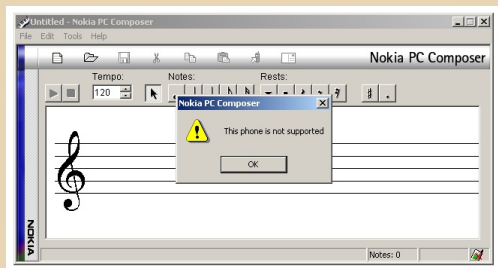 Untitled - Nokia PC Composer
File Edit Tools Help
Nokia PC Composer
Tempo: Notes: Rests:
120
Nokia PC Composer
This phone is not supported
OK
NOKIA
Notes: 0